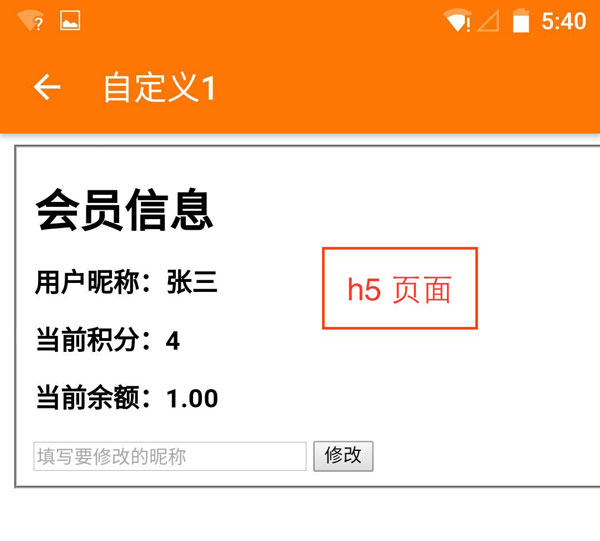 5:40
自定义1
会员信息
用户昵称：张三
h5 页面
当前积分：4
当前余额：1.00
填写要修改的昵称 修改